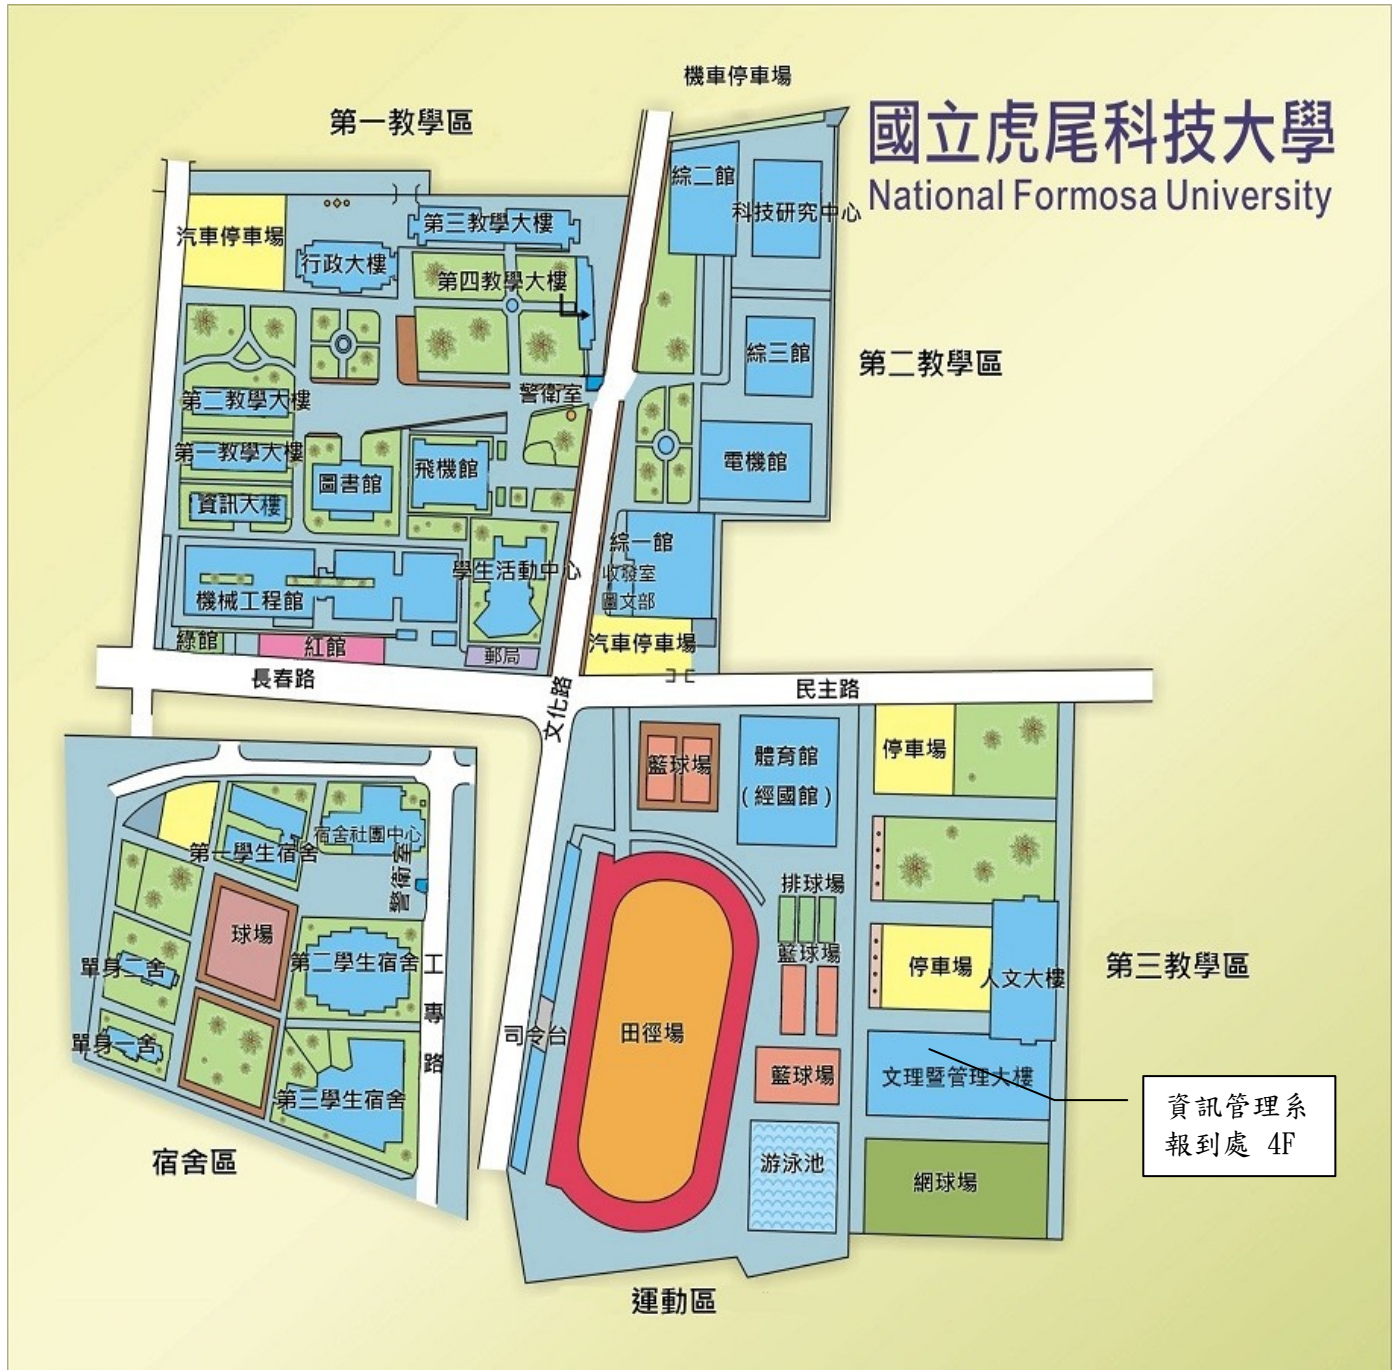 機車停車場
國立虎尾科技大學
National Formosa University
第一教學區
綜二館
科技研究中心
汽車停車場
第三教學大樓
行政大樓
第四教學大樓
綜三館
第二教學區
警衛室
第二教學大樓
第一教學大樓
圖書館
飛機館
電機館
資訊大樓
綜一館
收發室
圖文部
學生活動中心
機械工程館
綠館
紅館
郵局
汽車停車場
長春路
文化路
民主路
籃球場
體育館
(經國館)
停車場
第一學生宿舍
宿舍社團中心
警衛室
排球場
籃球場
球場
第二學生宿舍
工專路
單身二舍
停車場
人文大樓
第三教學區
單身一舍
司令台
田徑場
籃球場
文理暨管理大樓
第三學生宿舍
資訊管理系
報到處 4F
宿舍區
游泳池
網球場
運動區